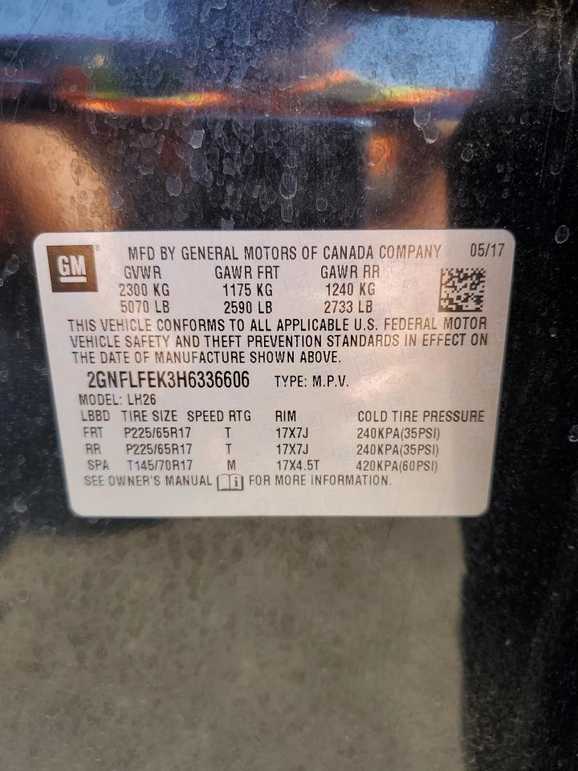 GM ® MFD BY GENERAL MOTORS OF CANADA COMPANY 05/17
GVWR GAWR FRT GAWR RR
2300 KG 1175 KG 1240 KG
5070 LB 2590 LB 2733 LB
THIS VEHICLE CONFORMS TO ALL APPLICABLE U.S. FEDERAL MOTOR
VEHICLE SAFETY AND THEFT PREVENTION STANDARDS IN EFFECT ON
THE DATE OF MANUFACTURE SHOWN ABOVE.
2GNFLFEK3H6336606 TYPE: M.P.V.
MODEL: LH26
LBBD TIRE SIZE SPEED RTG RIM COLD TIRE PRESSURE
FRT P225/65R17 T 17X7J 240KPA(35PSI)
RR P225/65R17 T 17X7J 240KPA(35PSI)
SPA T145/70R17 M 17X4.5T 420KPA(60PSI)
SEE OWNER'S MANUAL FOR MORE INFORMATION.